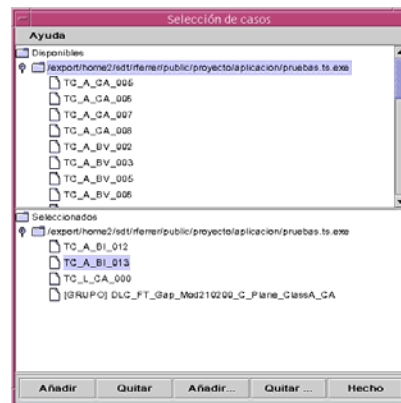 Selección de casos
Ayuda
Disponibles
/export/home2/sdt/rferrer/public/proyecto/aplicacion/pruebas.ts.exe
TC_A_CA_005
TC_A_CA_006
TC_A_CA_007
TC_A_CA_008
TC_A_BV_002
TC_A_BV_003
TC_A_BV_005
TC_A_BV_006
Seleccionados
/export/home2/sdt/rferrer/public/proyecto/aplicacion/pruebas.ts.exe
TC_A_BI_012
TC_A_BI_013
TC_L_CA_000
[GRUPO] DLC_FT_Gap_Mod210200_C_Plane_ClassA_CA
Añadir Quitar Añadir... Quitar ... Hecho